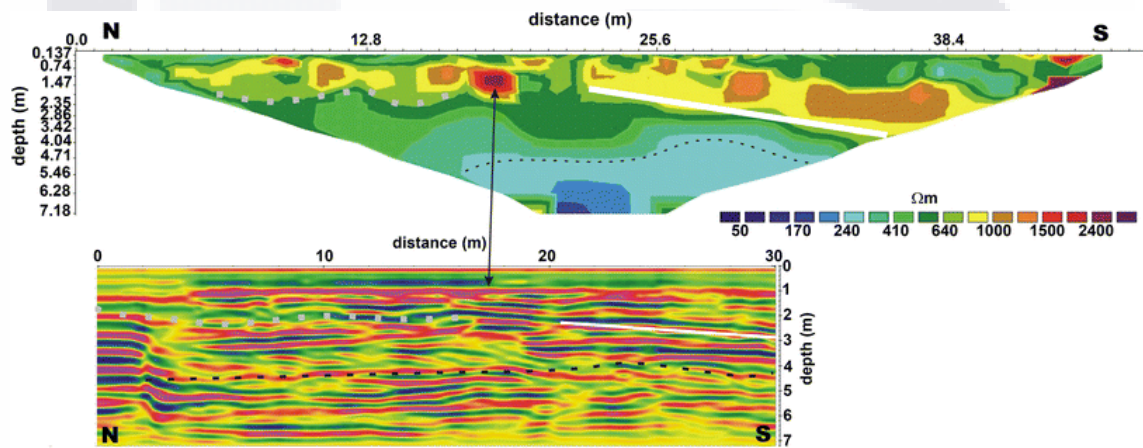 distance (m)
N S
0.0 12.8 25.6 38.4
0.137
0.74
1.47
2.35
2.86
3.42
4.04
4.71
5.46
6.28
7.18
depth (m)
Ωm
50 170 240 410 640 1000 1500 2400
distance (m)
0 10 20 30
0
1
2
3
4
5
6
7
depth (m)
N S